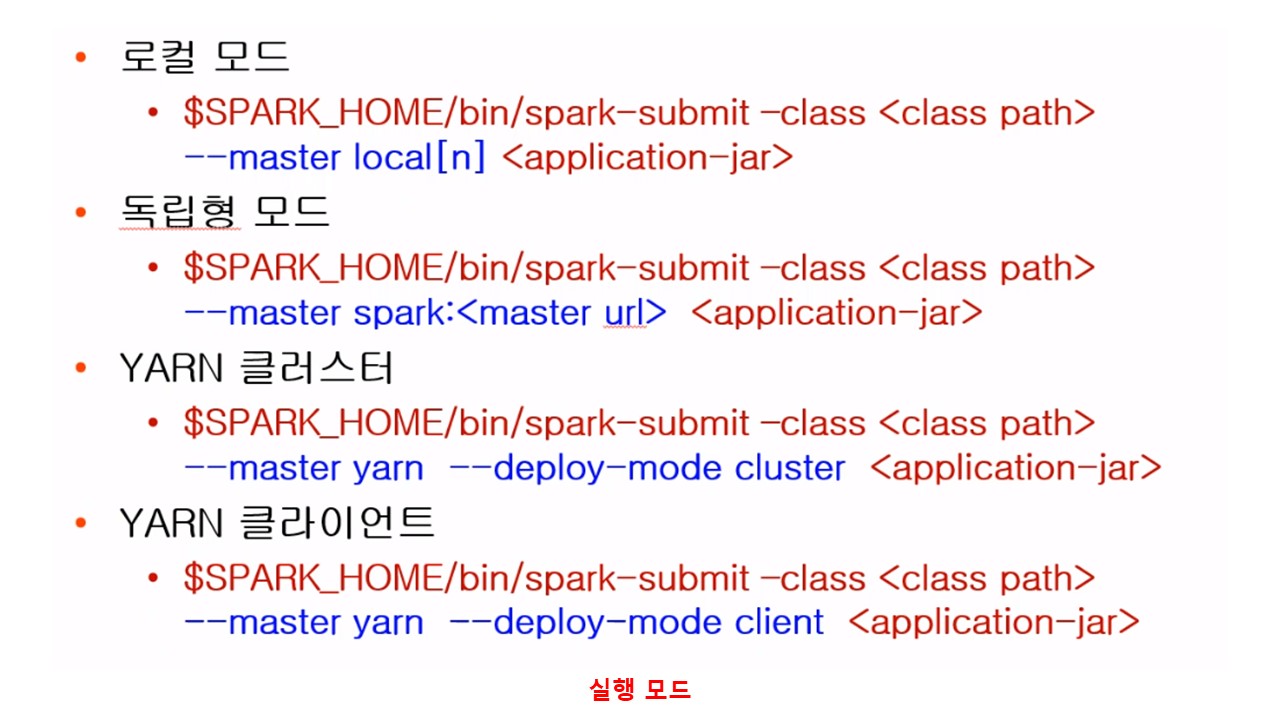 • 로컬 모드
• $SPARK_HOME/bin/spark-submit –class <class path>
--master local[n] <application-jar>
• 독립형 모드
• $SPARK_HOME/bin/spark-submit –class <class path>
--master spark:<master url> <application-jar>
• YARN 클러스터
• $SPARK_HOME/bin/spark-submit –class <class path>
--master yarn --deploy-mode cluster <application-jar>
• YARN 클라이언트
• $SPARK_HOME/bin/spark-submit –class <class path>
--master yarn --deploy-mode client <application-jar>
실행 모드